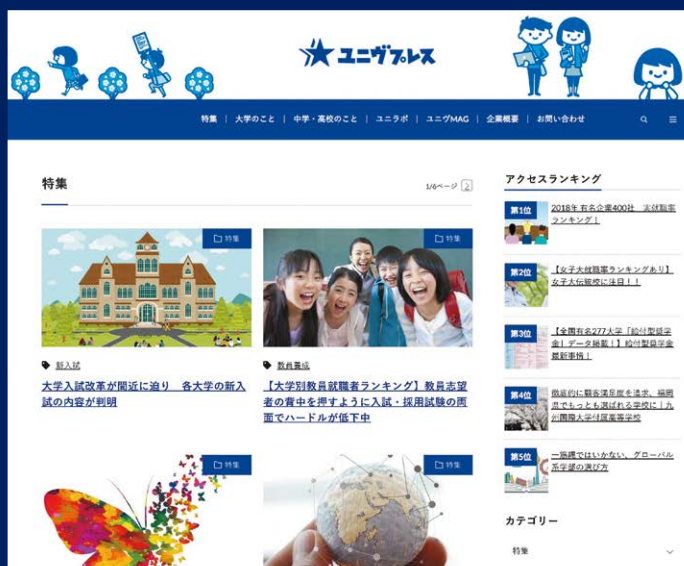 ユニヴプレス
特集 | 大学のこと | 中学・高校のこと | ユニラボ | ユニヴMAG | 企業概要 | お問い合わせ
特集
1/6ページ
特集
新入試
大学入試改革が間近に迫り 各大学の新入
試の内容が判明
特集
教員養成
【大学別教員就職者ランキング】教員志望
者の背中を押すように入試・採用試験の両
面でハードルが低下中
特集
特集
アクセスランキング
第1位
2018年 有名企業400社 実就職率
ランキング！
第2位
【女子大就職率ランキングあり】
女子大伝統校に注目！！
第3位
【全国有名277大学「給付型奨学
金」データ掲載！】給付型奨学金
最新事情！
第4位
徹底的に顧客満足度を追求、福岡
県でもっとも選ばれる学校に｜九
州国際大学付属高等学校
第5位
一筋縄ではいかない、グローバル
系学部の選び方
カテゴリー
特集